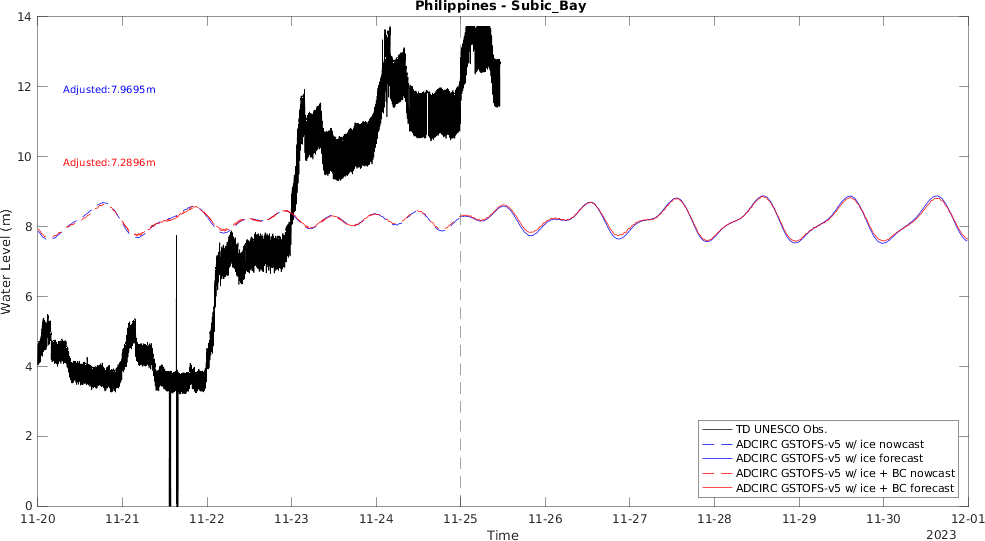 Philippines - Subic_Bay
14
12
10
8
6
4
2
0
Water Level (m)
Adjusted:7.9695m
Adjusted:7.2896m
TD UNESCO Obs.
ADCIRC GSTOFS-v5 w/ ice nowcast
ADCIRC GSTOFS-v5 w/ ice forecast
ADCIRC GSTOFS-v5 w/ ice + BC nowcast
ADCIRC GSTOFS-v5 w/ ice + BC forecast
11-20 11-21 11-22 11-23 11-24 11-25 11-26 11-27 11-28 11-29 11-30 12-01
Time
2023